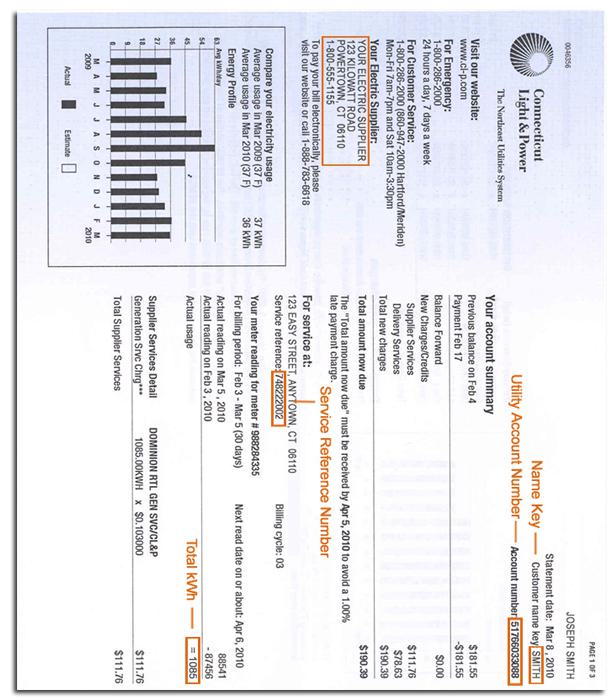 PAGE 1 OF 3
0046356
JOSEPH SMITH
Connecticut
Light & Power
The Northeast Utilities System
Statement date: Mar 8, 2010
Name Key
Customer name key SMITH
Utility Account Number
Account number 51766033088
Visit our website:
www.cl-p.com
For Emergency:
1-800-286-2000
24 hours a day, 7 days a week
For Customer Service:
1-800-286-2000 (860-947-2000 Hartford/Meriden)
Mon-Fri 7am-7pm and Sat 10am-3:30pm
Your Electric Supplier:
YOUR ELECTRIC SUPPLIER
123 KILOWATT ROAD
POWERTOWN, CT 06110
1-800-555-1155
To pay your bill electronically, please
visit our website or call 1-888-783-6618
Compare your electricity usage
Average usage in Mar 2009 (37 F) 37 kWh
Average usage in Mar 2010 (37 F) 36 kWh
Energy Profile
63 Avg kWh/day
54
45
36
27
18
9
M A M J J A S O N D J F M
2009 2010
Actual Estimate
Your account summary
Previous balance on Feb 4 $181.55
Payment Feb 17 -$181.55
Balance Forward $0.00
New Charges/Credits
Supplier Services $111.76
Delivery Services $78.63
Total new charges $190.39
Total amount now due $190.39
The "Total amount now due" must be received by Apr 5, 2010 to avoid a 1.00%
late payment charge.
Service Reference Number
For service at:
123 EASY STREET, ANYTOWN, CT 06110
Service reference: 748222002 Billing cycle: 03
Your meter reading for meter # 988284335
For billing period: Feb 3 - Mar 5 (30 days) Next read date on or about: Apr 6, 2010
Actual reading on Mar 5, 2010 88541
Actual reading on Feb 3, 2010 - 87456
Actual usage Total kWh = 1085
Supplier Services Detail DOMINION RTL GEN SVC/CL&P
Generation Srvc Chrg*** 1085.00KWH x $0.103000 $111.76
Total Supplier Services $111.76